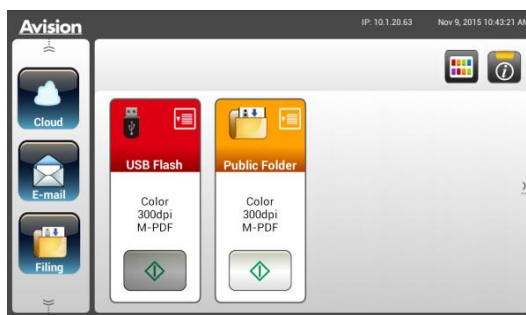 Avision
IP: 10.1.20.63
Nov 9, 2015 10:43:21 AM
Cloud
E-mail
Filing
USB Flash
Color
300dpi
M-PDF
Public Folder
Color
300dpi
M-PDF